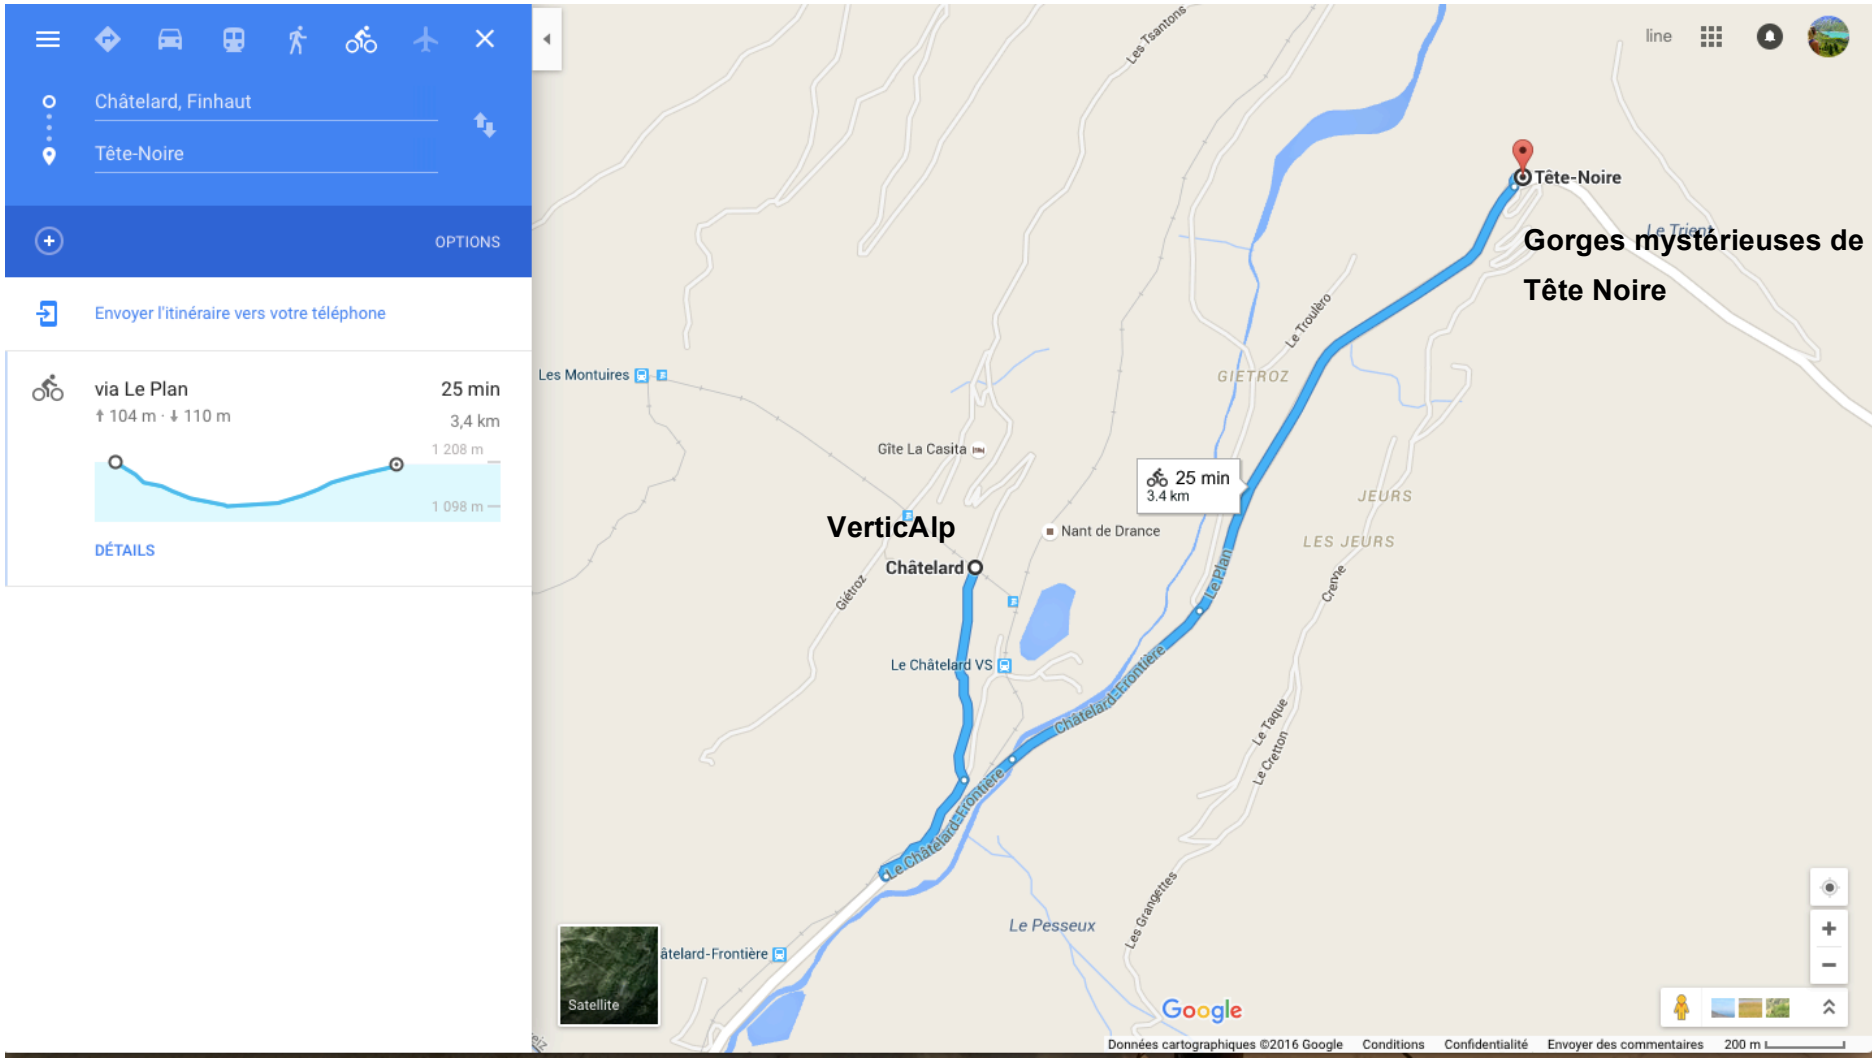 Châtelard, Finhaut
Tête-Noire
OPTIONS
Envoyer l'itinéraire vers votre téléphone
via Le Plan
25 min
↑ 104 m · ↓ 110 m
3,4 km
1 208 m
1 098 m
DÉTAILS
line
Les Tsantons
Tête-Noire
Le Trient
Gorges mystérieuses de
Tête Noire
Le Troulèro
Les Montuires
GIETROZ
Gîte La Casita
25 min
3.4 km
JEURS
VerticAlp
Nant de Drance
LES JEURS
Châtelard
Giétroz
Le Plan
Crenvie
Le Châtelard VS
Châtelard-Frontière
Le Taque
Le Cretton
Le Châtelard-Frontière
Les Grangettes
Le Pesseux
âtelard-Frontière
Satellite
Google
Données cartographiques ©2016 Google Conditions Confidentialité Envoyer des commentaires 200 m